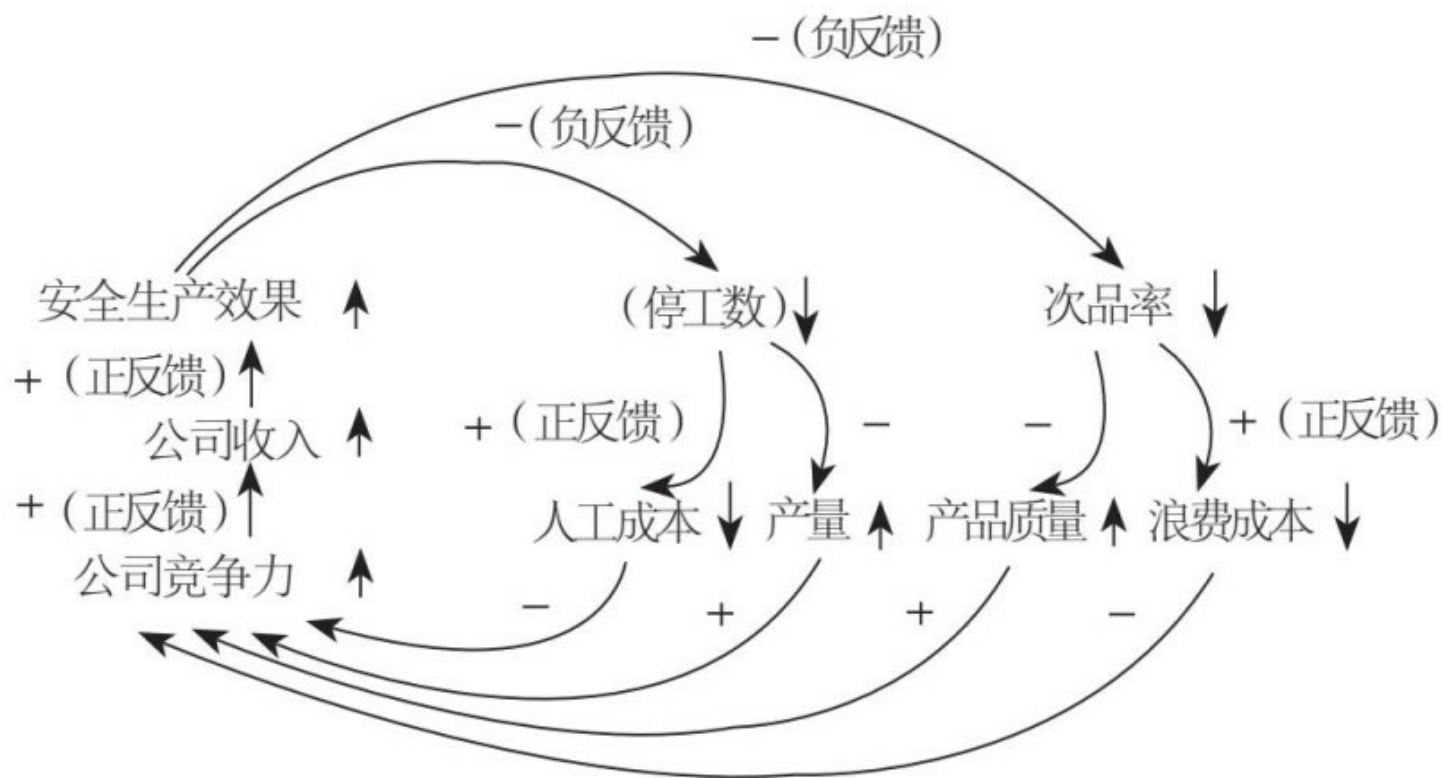 －(负反馈)
－(负反馈)
安全生产效果
(停工数)
次品率
+ (正反馈)
公司收入
+ (正反馈)
－
－
+ (正反馈)
+ (正反馈)
人工成本
产量
产品质量
浪费成本
公司竞争力
－
+
+
－